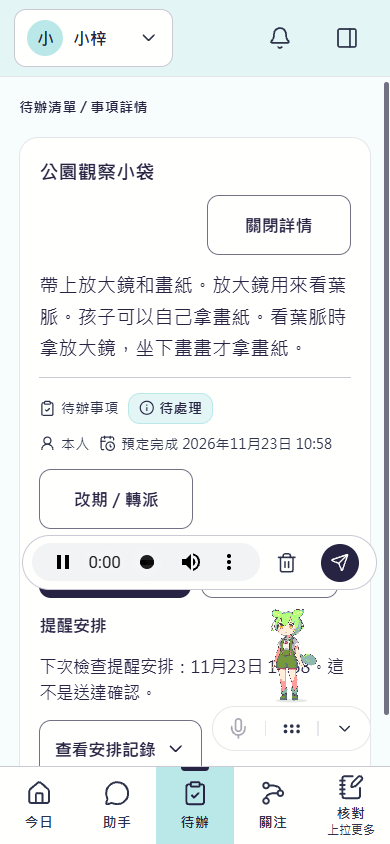 小 小梓
待辦清單 / 事項詳情
公園觀察小袋
關閉詳情
帶上放大鏡和畫紙。放大鏡用來看葉
脈。孩子可以自己拿畫紙。看葉脈時
拿放大鏡，坐下畫畫才拿畫紙。
待辦事項 待處理
本人 預定完成 2026年11月23日 10:58
改期 / 轉派
0:00
提醒安排
下次檢查提醒安排：11月23日 1 。這
不是送達確認。
查看安排記錄
今日 助手 待辦 關注 核對
上拉更多